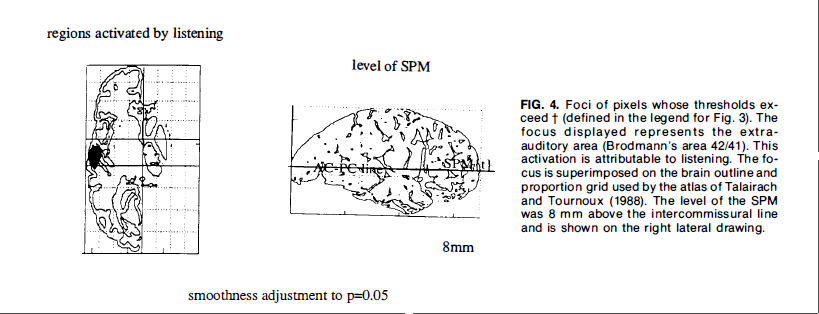 regions activated by listening
level of SPM
AC-PC line
8mm
smoothness adjustment to p=0.05
FIG. 4. Foci of pixels whose thresholds ex-
ceed † (defined in the legend for Fig. 3). The
focus displayed represents the extra-
auditory area (Brodmann's area 42/41). This
activation is attributable to listening. The fo-
cus is superimposed on the brain outline and
proportion grid used by the atlas of Talairach
and Tournoux (1988). The level of the SPM
was 8 mm above the intercommissural line
and is shown on the right lateral drawing.